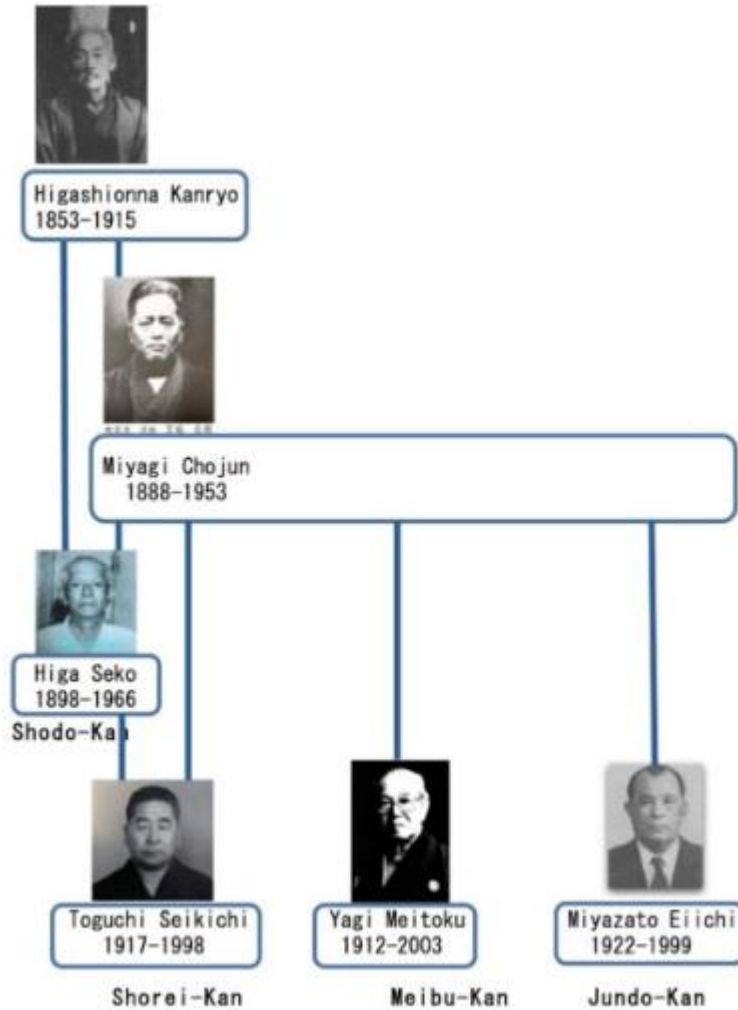 Higashionna Kanryo
1853-1915
Miyagi Chojun
1888-1953
Higa Seko
1898-1966
Shodo-Kan
Toguchi Seikichi
1917-1998
Shorei-Kan
Yagi Meitoku
1912-2003
Meibu-Kan
Miyazato Eiichi
1922-1999
Jundo-Kan